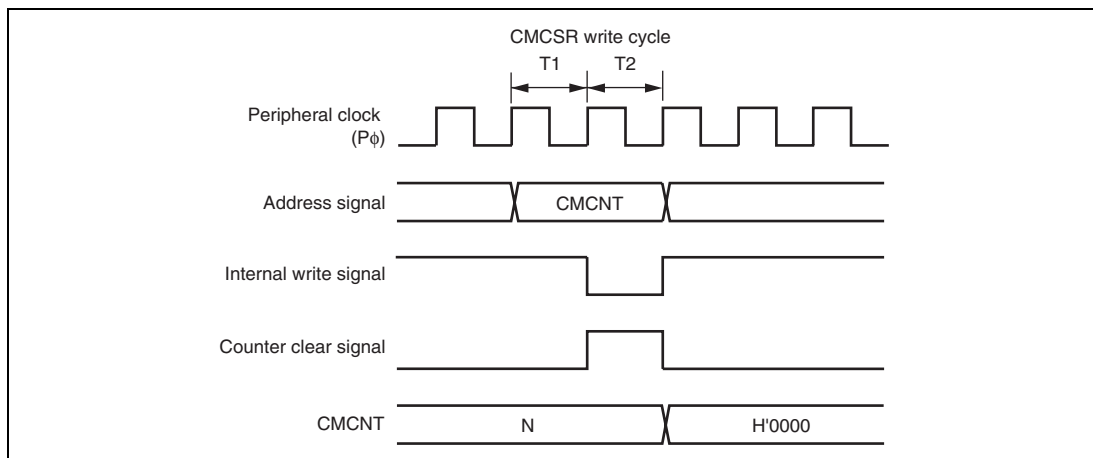 CMCSR write cycle
T1 T2
Peripheral clock
(Pϕ)
Address signal CMCNT
Internal write signal
Counter clear signal
CMCNT N H'0000